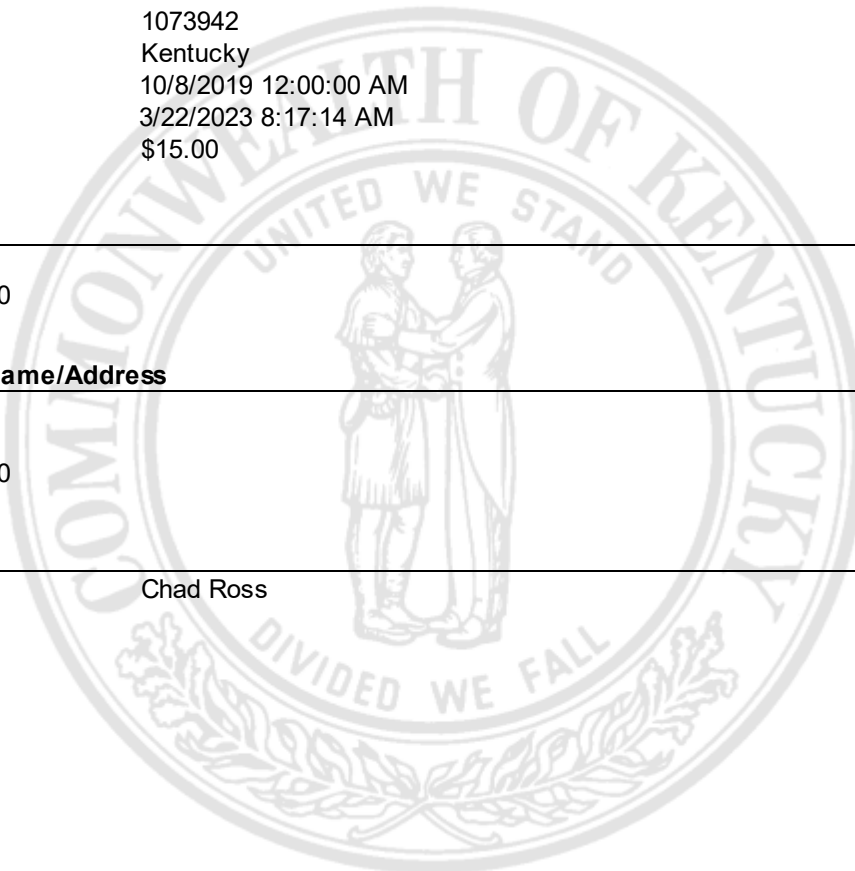 1073942
Kentucky
10/8/2019 12:00:00 AM
3/22/2023 8:17:14 AM
$15.00
COMMONWEALTH OF KENTUCKY
UNITED WE STAND
0
ame/Address
0
Chad Ross
DIVIDED WE FALL